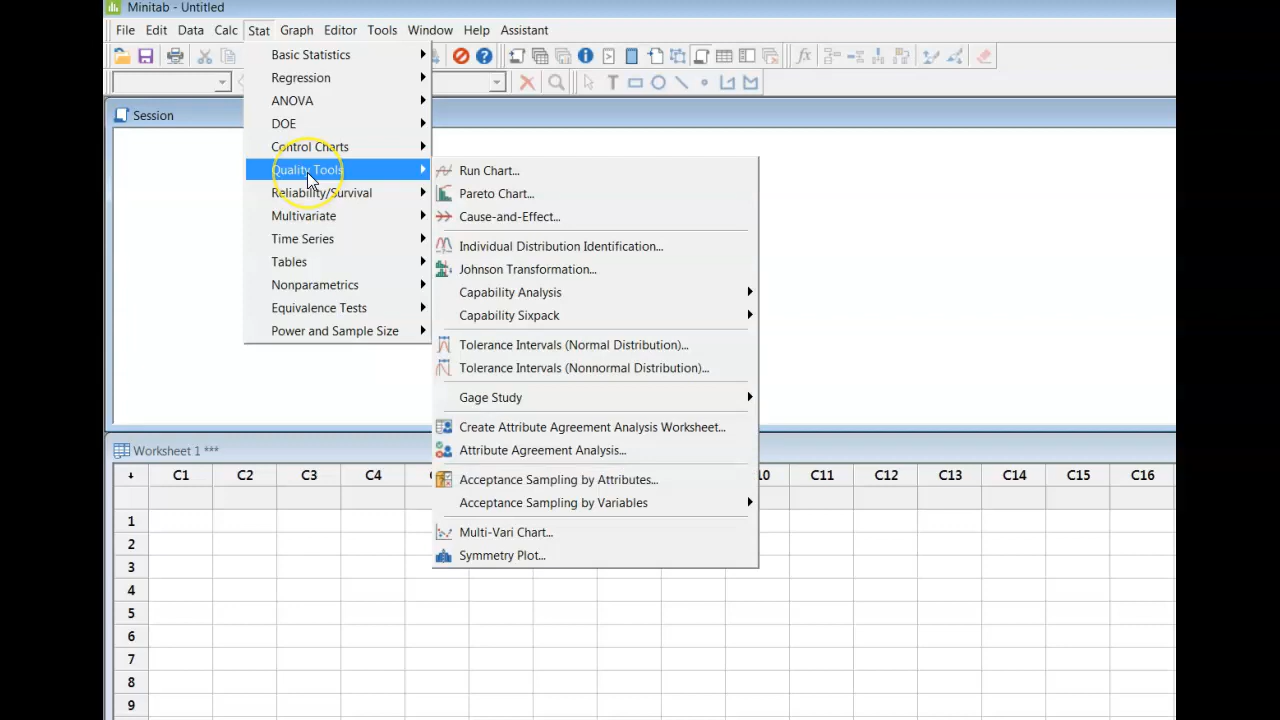 Minitab - Untitled
File Edit Data Calc Stat Graph Editor Tools Window Help Assistant
Session
Basic Statistics
Regression
ANOVA
DOE
Control Charts
Quality Tools
Reliability/Survival
Multivariate
Time Series
Tables
Nonparametrics
Equivalence Tests
Power and Sample Size
Run Chart...
Pareto Chart...
Cause-and-Effect...
Individual Distribution Identification...
Johnson Transformation...
Capability Analysis
Capability Sixpack
Tolerance Intervals (Normal Distribution)...
Tolerance Intervals (Nonnormal Distribution)...
Gage Study
Create Attribute Agreement Analysis Worksheet...
Attribute Agreement Analysis...
Acceptance Sampling by Attributes...
Acceptance Sampling by Variables
Multi-Vari Chart...
Symmetry Plot...
Worksheet 1 ***
C1 C2 C3 C4 C11 C12 C13 C14 C15 C16
1
2
3
4
5
6
7
8
9